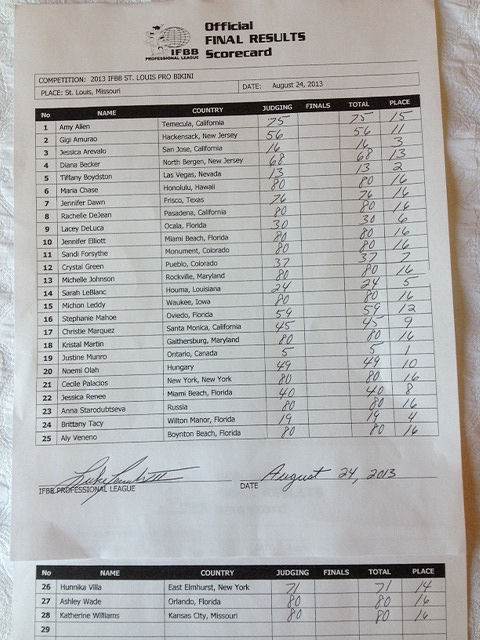 IFBB
PROFESSIONAL LEAGUE
Official
FINAL RESULTS
Scorecard
COMPETITION: 2013 IFBB ST. LOUIS PRO BIKINI
PLACE: St. Louis, Missouri DATE: August 24, 2013
No NAME COUNTRY JUDGING FINALS TOTAL PLACE
1 Amy Allen Temecula, California 75 75 15
2 Gigi Amurao Hackensack, New Jersey 56 56 11
3 Jessica Arevalo San Jose, California 16 16 3
4 Diana Becker North Bergen, New Jersey 68 68 13
5 Tiffany Boydston Las Vegas, Nevada 13 13 2
6 Maria Chase Honolulu, Hawaii 80 80 16
7 Jennifer Dawn Frisco, Texas 76 76 16
8 Rachelle DeJean Pasadena, California 80 80 16
9 Lacey DeLuca Ocala, Florida 30 30 6
10 Jennifer Elliott Miami Beach, Florida 80 80 16
11 Sandi Forsythe Monument, Colorado 80 80 16
12 Crystal Green Pueblo, Colorado 37 37 7
13 Michelle Johnson Rockville, Maryland 80 80 16
14 Sarah LeBlanc Houma, Louisiana 24 24 5
15 Michon Leddy Waukee, Iowa 80 80 16
16 Stephanie Mahoe Oviedo, Florida 59 59 12
17 Christie Marquez Santa Monica, California 45 45 9
18 Kristal Martin Gaithersburg, Maryland 80 80 16
19 Justine Munro Ontario, Canada 5 5 1
20 Noemi Olah Hungary 49 49 10
21 Cecile Palacios New York, New York 80 80 16
22 Jessica Renee Miami Beach, Florida 40 40 8
23 Anna Starodubtseva Russia 80 80 16
24 Brittany Tacy Wilton Manor, Florida 19 19 4
25 Aly Veneno Boynton Beach, Florida 80 80 16
August 24, 2013
IFBB PROFESSIONAL LEAGUE DATE
No NAME COUNTRY JUDGING FINALS TOTAL PLACE
26 Hunnika Villa East Elmhurst, New York 71 71 14
27 Ashley Wade Orlando, Florida 80 80 16
28 Katherine Williams Kansas City, Missouri 80 80 16
29